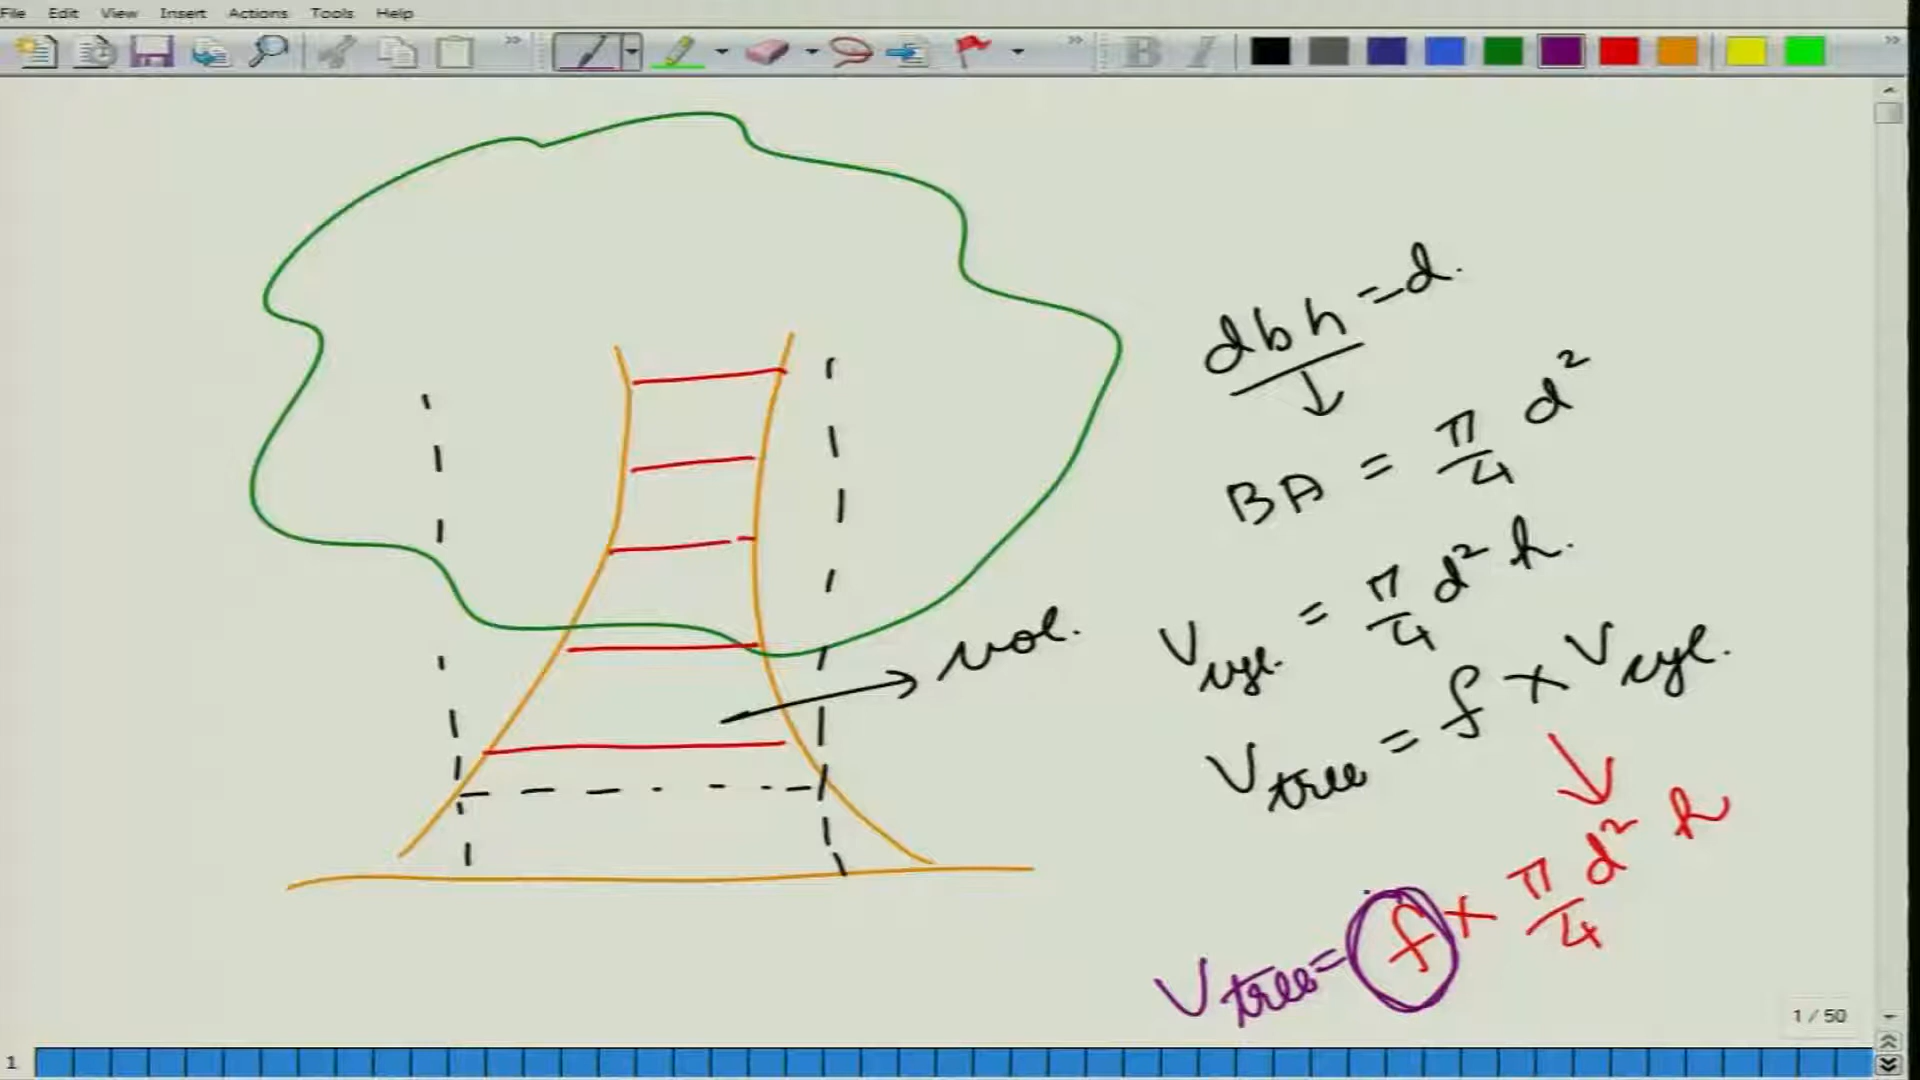 File Edit View Insert Actions Tools Help
B I
dbh = d.
BA = π/4 d²
V cyl. = π/4 d² h.
V tree = f × V cyl.
π/4 d² h
V tree = f × π/4 d² h
vol.
1 / 50
1